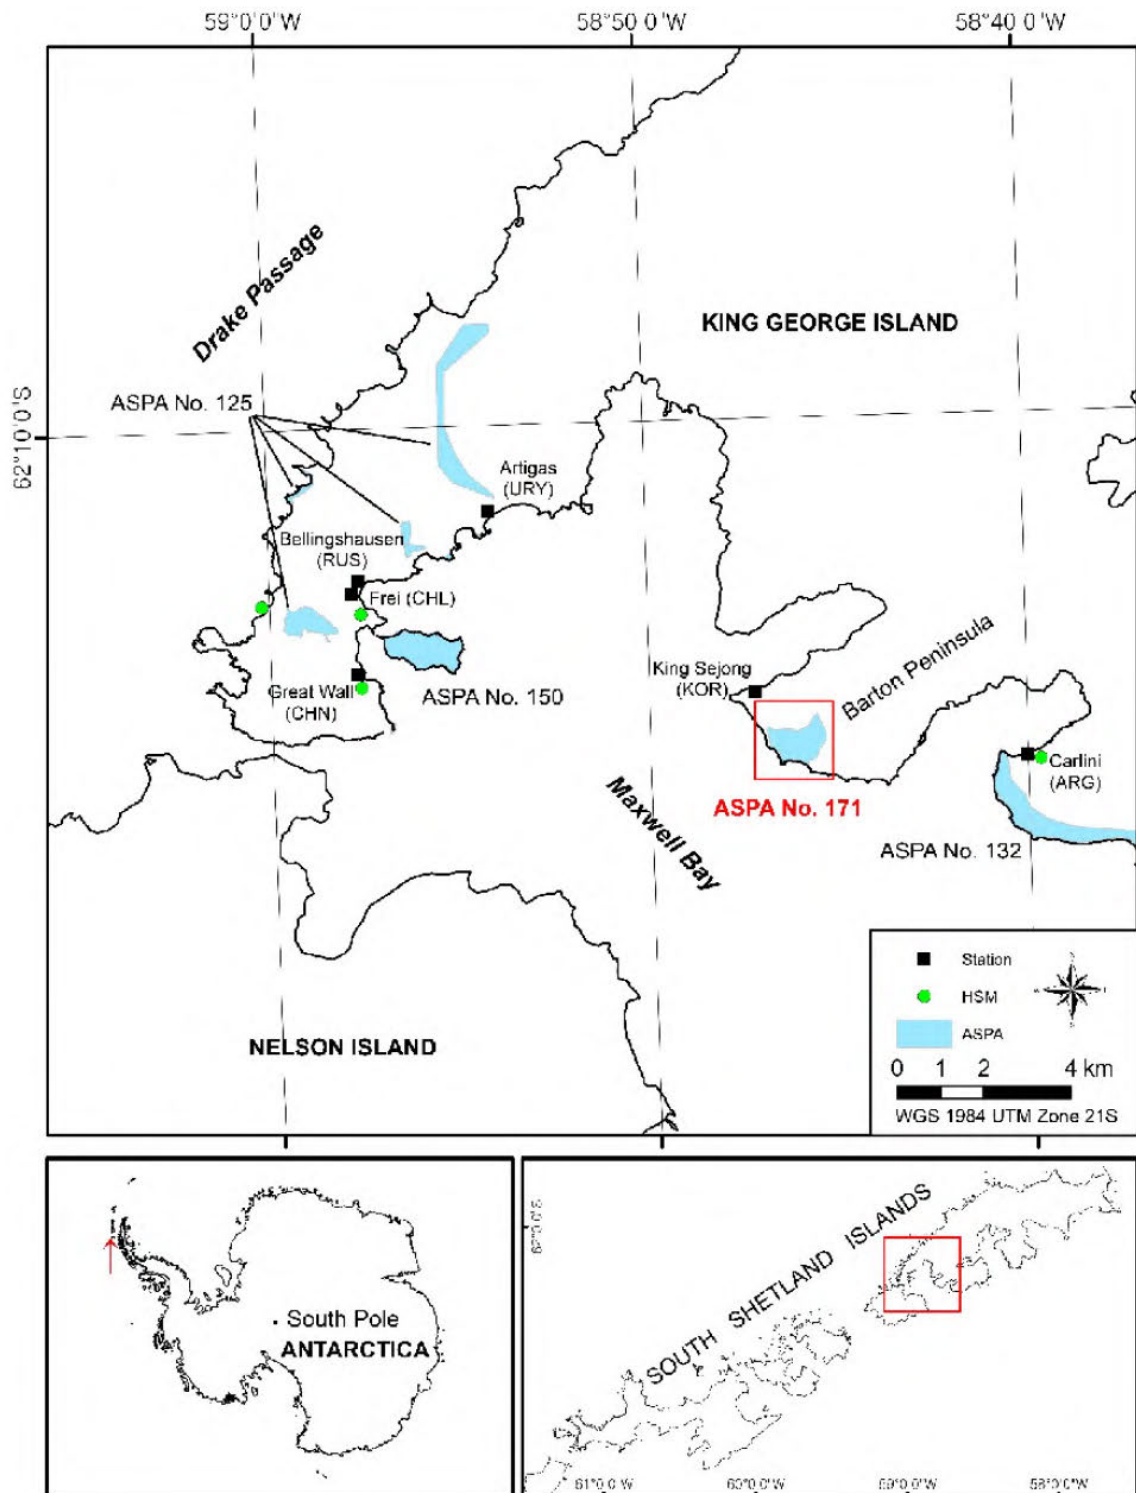 59°0'0"W
58°50'0"W
58°40'0"W
Drake Passage
KING GEORGE ISLAND
ASPA No. 125
62°10'0"S
Artigas
(URY)
Bellingshausen
(RUS)
Frei (CHL)
King Sejong
(KOR)
Barton Peninsula
Great Wall
(CHN)
ASPA No. 150
Carlini
(ARG)
ASPA No. 171
Maxwell Bay
ASPA No. 132
Station
HSM
NELSON ISLAND
ASPA
0 1 2 4 km
WGS 1984 UTM Zone 21S
62°0'0"S
SOUTH SHETLAND ISLANDS
South Pole
ANTARCTICA
61°0'0"W
60°0'0"W
59°0'0"W
58°0'0"W